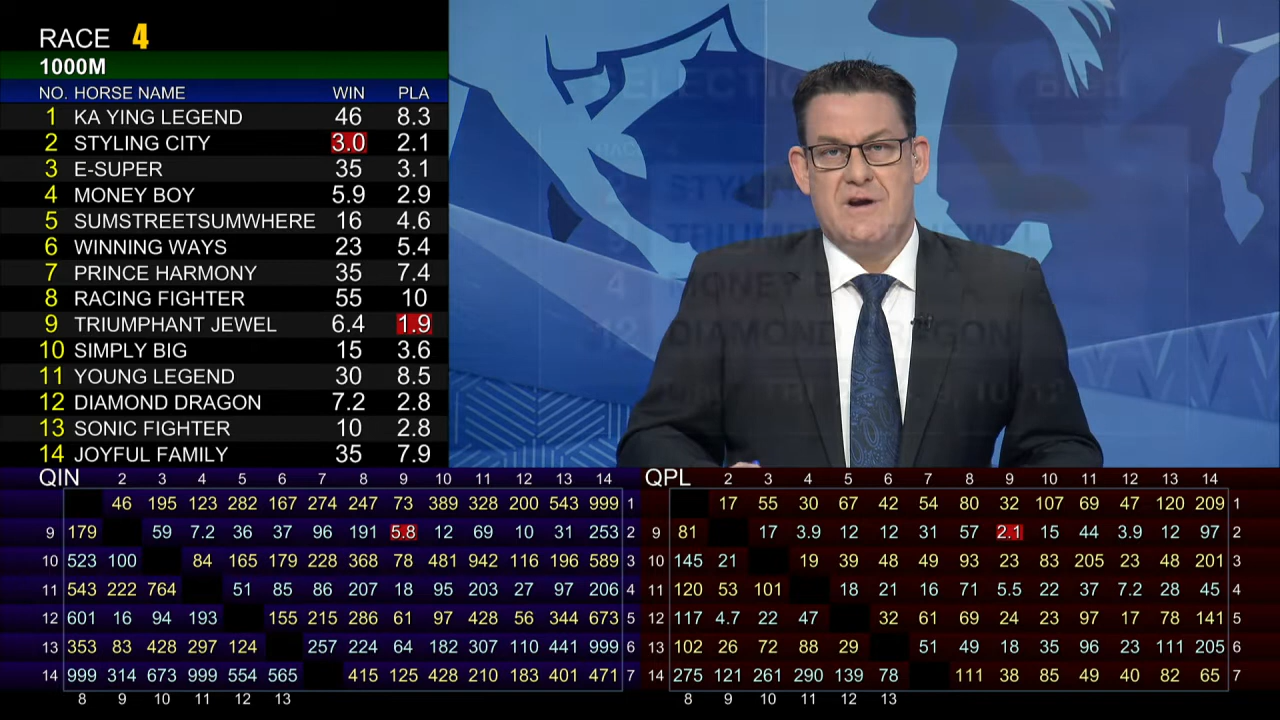 RACE 4
1000M
NO. HORSE NAME WIN PLA
1 KA YING LEGEND 46 8.3
2 STYLING CITY 3.0 2.1
3 E-SUPER 35 3.1
4 MONEY BOY 5.9 2.9
5 SUMSTREETSUMWHERE 16 4.6
6 WINNING WAYS 23 5.4
7 PRINCE HARMONY 35 7.4
8 RACING FIGHTER 55 10
9 TRIUMPHANT JEWEL 6.4 1.9
10 SIMPLY BIG 15 3.6
11 YOUNG LEGEND 30 8.5
12 DIAMOND DRAGON 7.2 2.8
13 SONIC FIGHTER 10 2.8
14 JOYFUL FAMILY 35 7.9
QIN 2 3 4 5 6 7 8 9 10 11 12 13 14
46 195 123 282 167 274 247 73 389 328 200 543 999 1
9 179 59 7.2 36 37 96 191 5.8 12 69 10 31 253 2
10 523 100 84 165 179 228 368 78 481 942 116 196 589 3
11 543 222 764 51 85 86 207 18 95 203 27 97 206 4
12 601 16 94 193 155 215 286 61 97 428 56 344 673 5
13 353 83 428 297 124 257 224 64 182 307 110 441 999 6
14 999 314 673 999 554 565 415 125 428 210 183 401 471 7
8 9 10 11 12 13
QPL 2 3 4 5 6 7 8 9 10 11 12 13 14
17 55 30 67 42 54 80 32 107 69 47 120 209 1
9 81 17 3.9 12 12 31 57 2.1 15 44 3.9 12 97 2
10 145 21 19 39 48 49 93 23 83 205 23 48 201 3
11 120 53 101 18 21 16 71 5.5 22 37 7.2 28 45 4
12 117 4.7 22 47 32 61 69 24 23 97 17 78 141 5
13 102 26 72 88 29 51 49 18 35 96 23 111 205 6
14 275 121 261 290 139 78 111 38 85 49 40 82 65 7
8 9 10 11 12 13